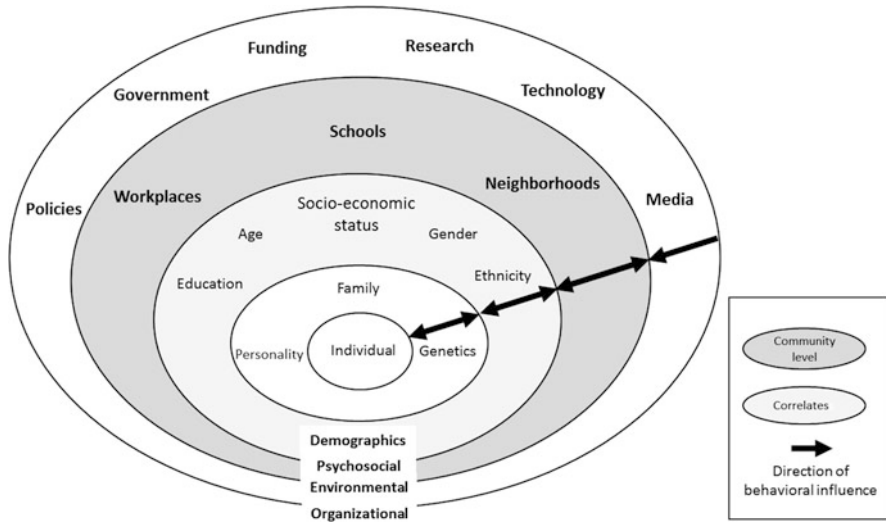 Funding
Research
Government
Technology
Schools
Policies
Workplaces
Neighborhoods
Media
Socio-economic
status
Age
Gender
Education
Ethnicity
Family
Personality
Individual
Genetics
Demographics
Psychosocial
Environmental
Organizational
Community
level
Correlates
Direction of
behavioral influence